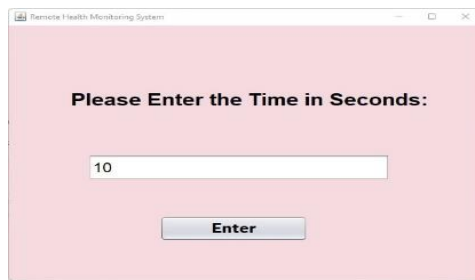 Remote Health Monitoring System
Please Enter the Time in Seconds:
10
Enter